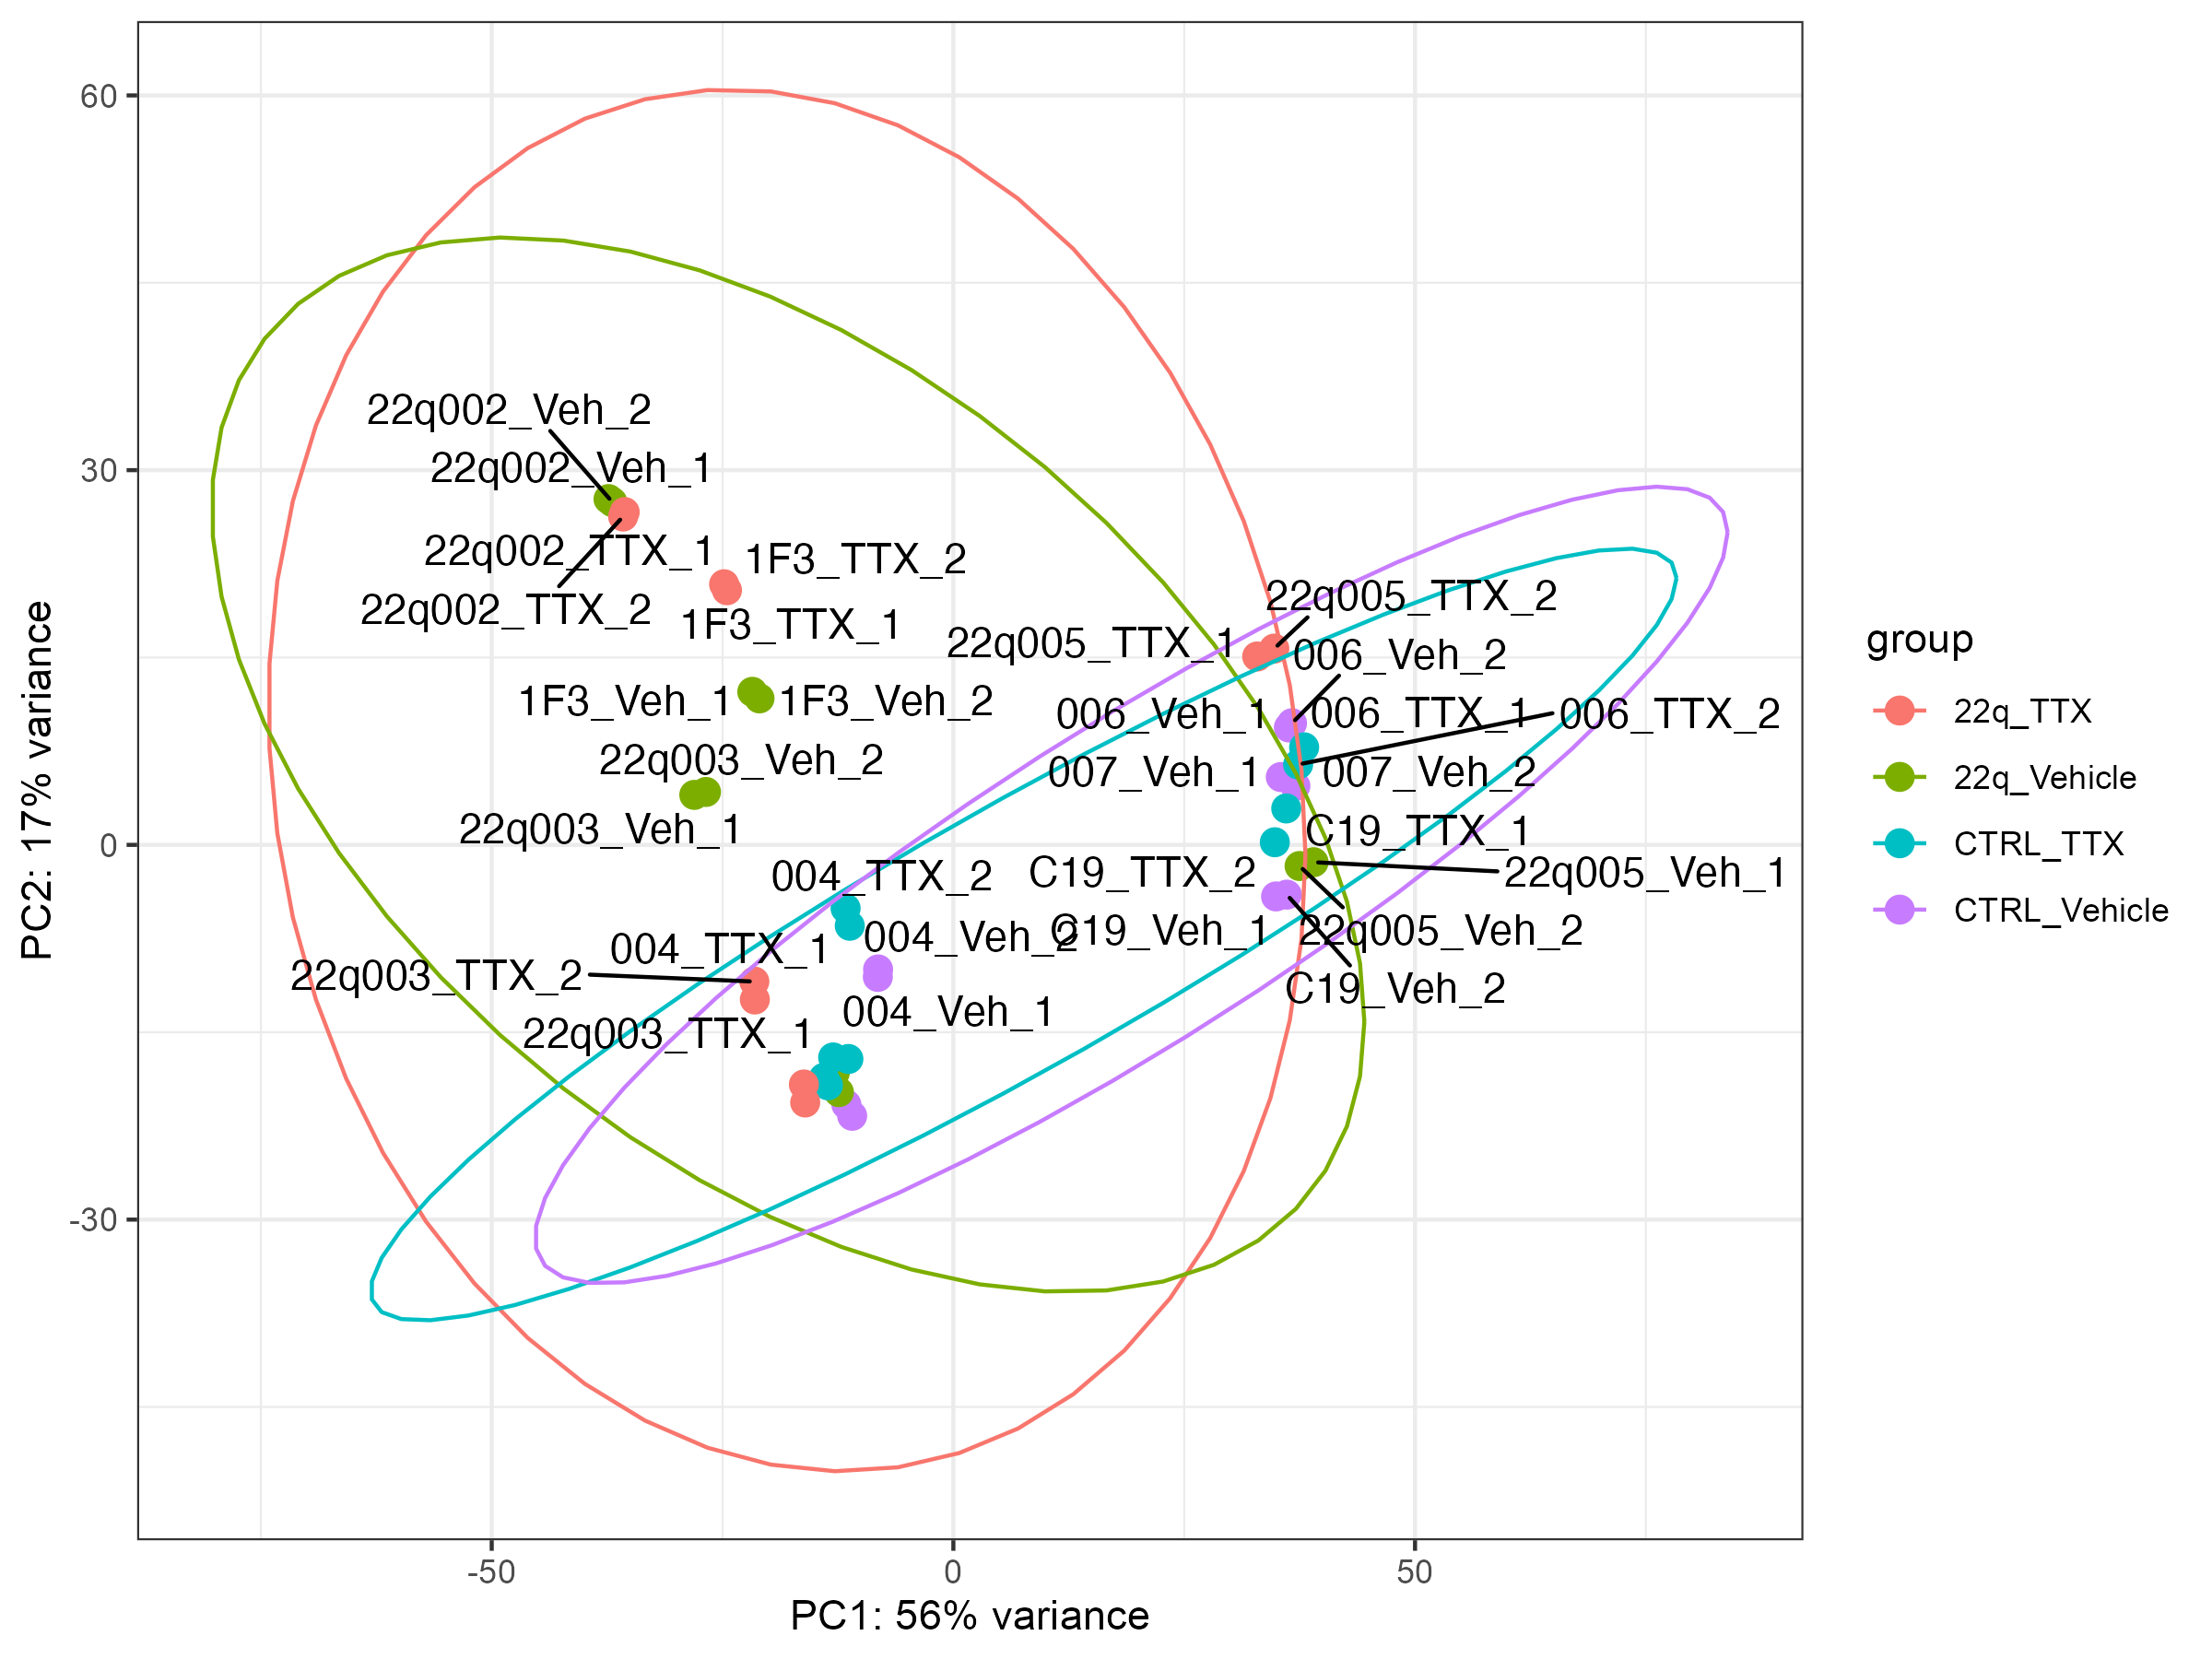 60
30
0
-30
-50
0
50
PC2: 17% variance
PC1: 56% variance
22q002_Veh_2
22q002_Veh_1
22q002_TTX_1
22q002_TTX_2
1F3_TTX_2
1F3_TTX_1
1F3_Veh_1
1F3_Veh_2
22q003_Veh_2
22q003_Veh_1
004_TTX_2
004_Veh_2
004_TTX_1
22q003_TTX_2
004_Veh_1
22q003_TTX_1
22q005_TTX_2
22q005_TTX_1
006_Veh_2
006_Veh_1
006_TTX_1
006_TTX_2
007_Veh_1
007_Veh_2
C19_TTX_1
C19_TTX_2
22q005_Veh_1
C19_Veh_1
22q005_Veh_2
C19_Veh_2
group
22q_TTX
22q_Vehicle
CTRL_TTX
CTRL_Vehicle